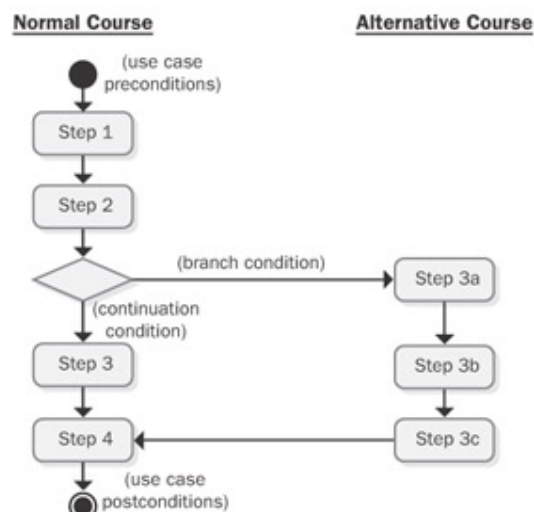 Normal Course
Alternative Course
(use case
preconditions)
Step 1
Step 2
(branch condition)
Step 3a
(continuation
condition)
Step 3
Step 3b
Step 4
Step 3c
(use case
postconditions)